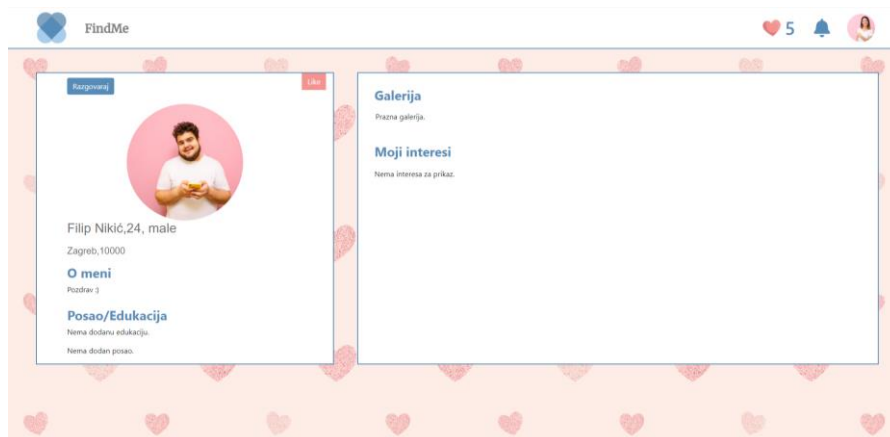 FindMe
5
Razgovaraj
Like
Filip Nikić,24, male
Zagreb,10000
O meni
Pozdrav :)
Posao/Edukacija
Nema dodanu edukaciju.
Nema dodan posao.
Galerija
Prazna galerija.
Moji interesi
Nema interesa za prikaz.